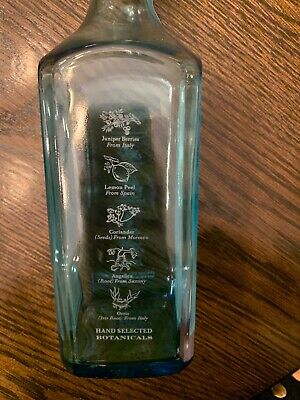 Juniper Berries
From Italy
Lemon Peel
From Spain
Coriander
(Seeds) From Morocco
Angelica
(Root) From Saxony
Orris
(Iris Root) From Italy
HAND SELECTED
BOTANICALS